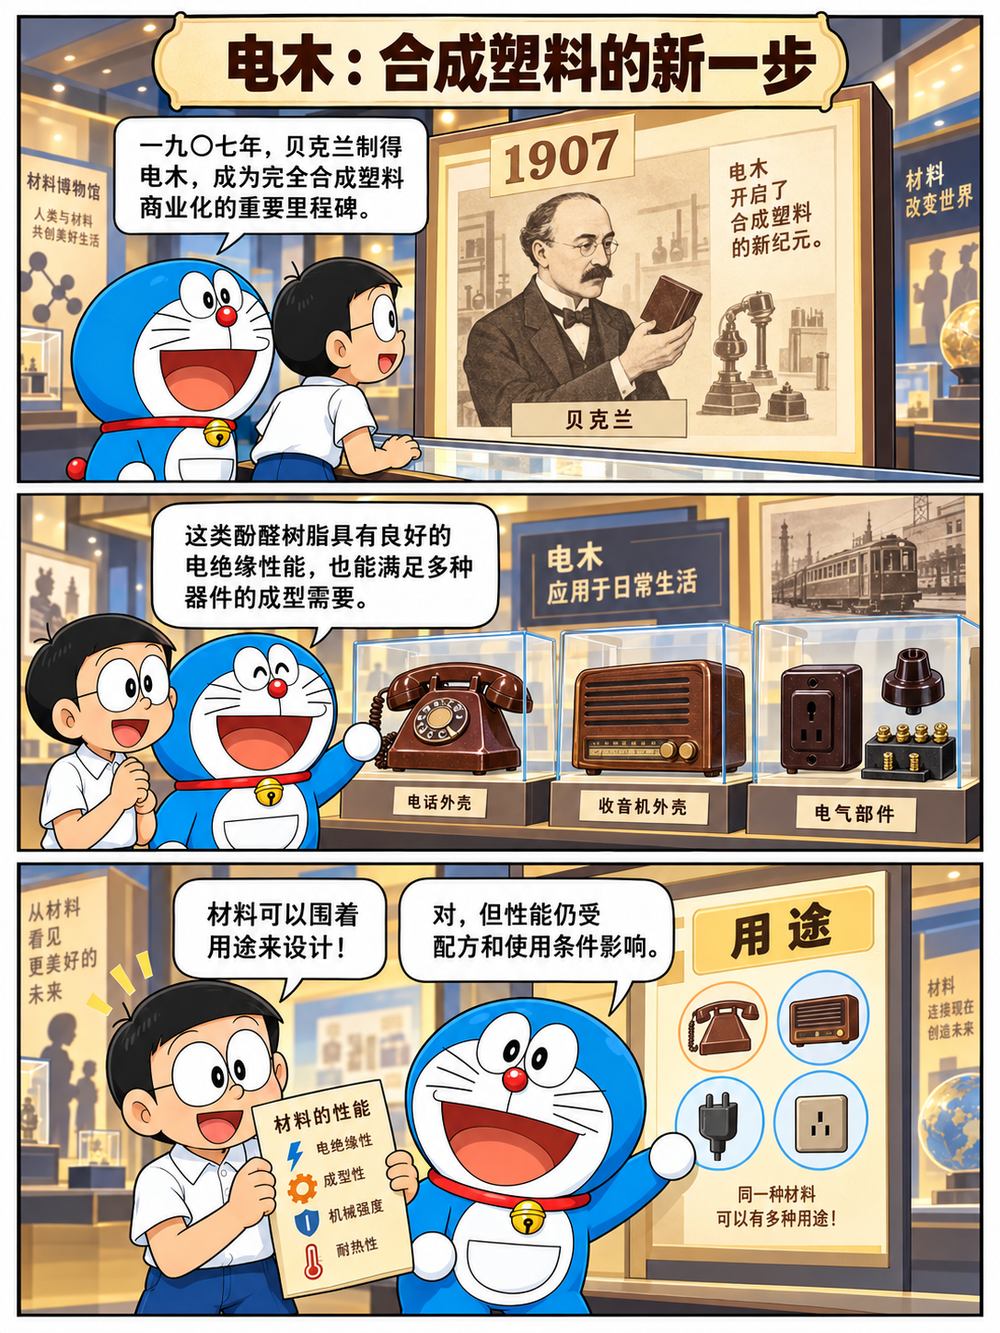 电木：合成塑料的新一步
一九〇七年，贝克兰制得
电木，成为完全合成塑料
商业化的重要里程碑。
材料博物馆
人类与材料
共创美好生活
1907
电木
开启了
合成塑料
的新纪元。
贝克兰
材料
改变世界
这类酚醛树脂具有良好的
电绝缘性能，也能满足多种
器件的成型需要。
电木
应用于日常生活
电话外壳
收音机外壳
电气部件
从材料
看见
更美好的
未来
材料可以围着
用途来设计！
对，但性能仍受
配方和使用条件影响。
材料的性能
电绝缘性
成型性
机械强度
耐热性
用途
同一种材料
可以有多种用途！
材料
连接现在
创造未来